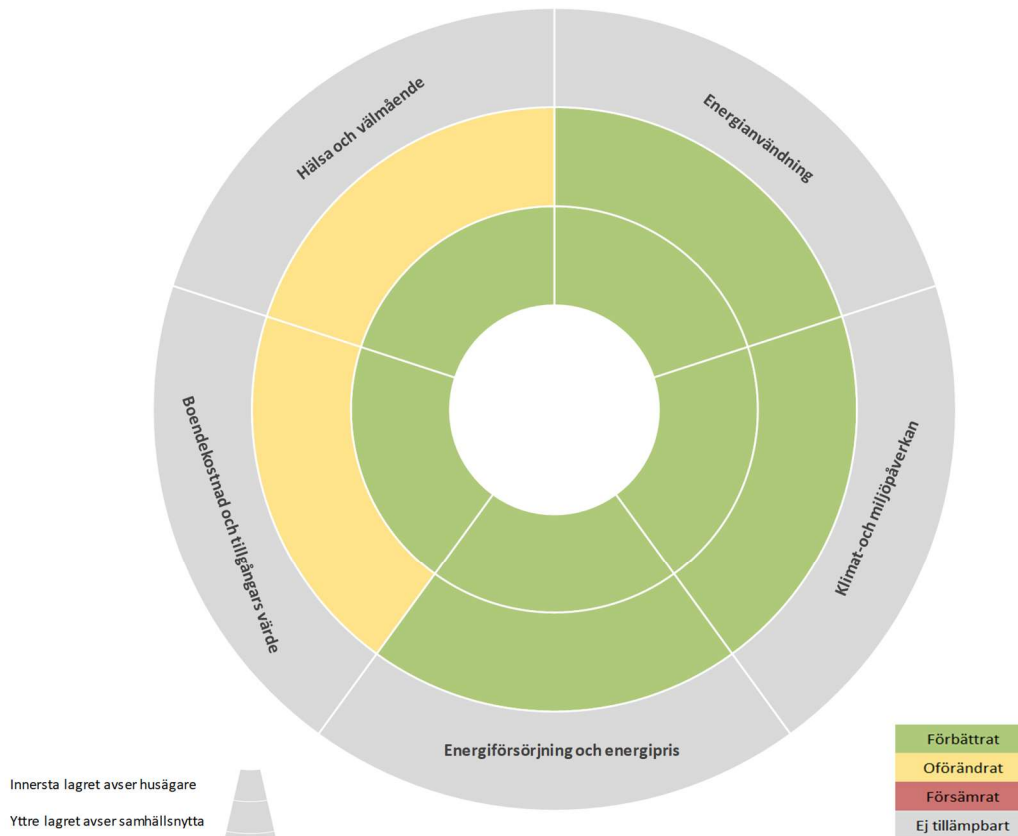 Hälsa och välmående
Energianvändning
Boendekostnad och tillgångars värde
Klimat-och miljöpåverkan
Energiförsörjning och energipris
Innersta lagret avser husägare
Yttre lagret avser samhällsnytta
Förbättrat
Oförändrat
Försämrat
Ej tillämpbart